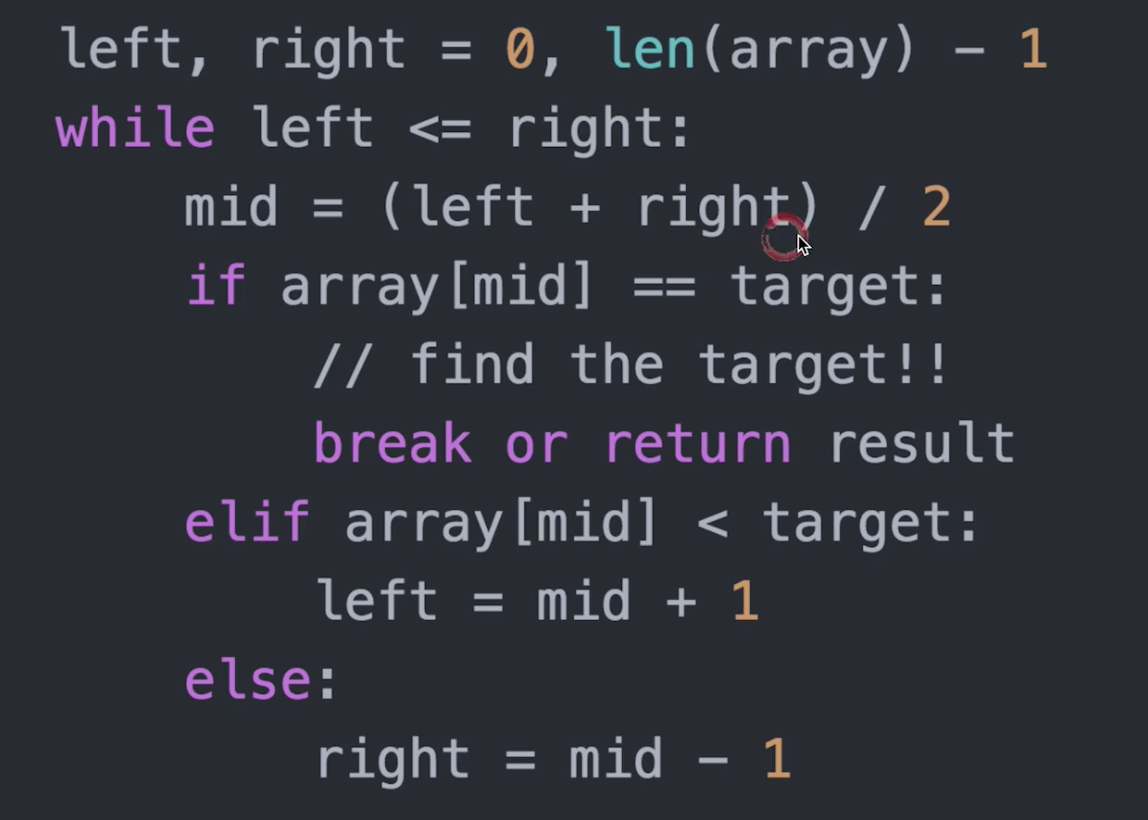 left, right = 0, len(array) - 1
while left <= right:
    mid = (left + right) / 2
    if array[mid] == target:
        // find the target!!
        break or return result
    elif array[mid] < target:
        left = mid + 1
    else:
        right = mid - 1